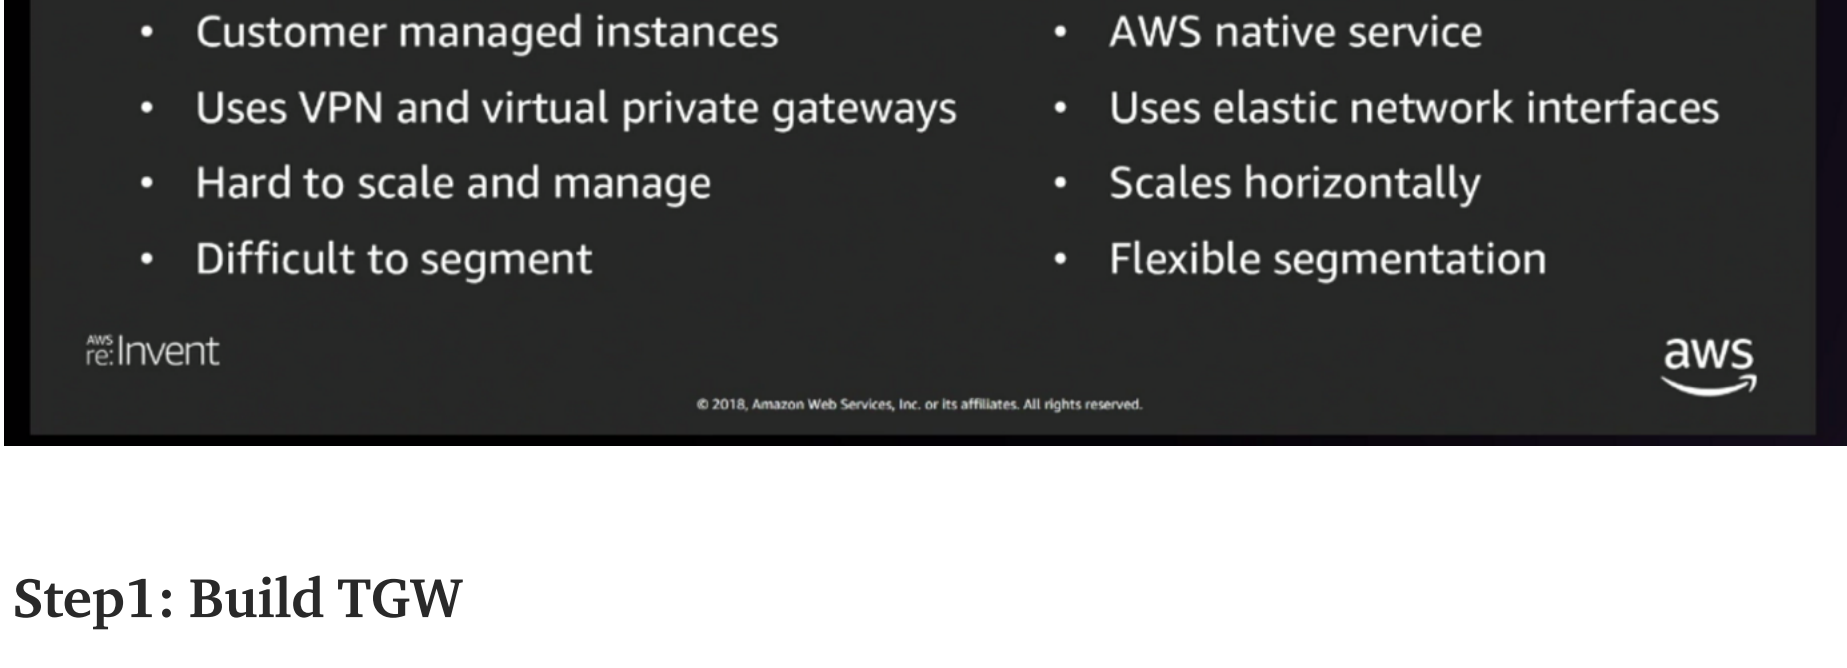 • Customer managed instances
• Uses VPN and virtual private gateways
• Hard to scale and manage
• Difficult to segment
• AWS native service
• Uses elastic network interfaces
• Scales horizontally
• Flexible segmentation
AWS
re:Invent
aws
© 2018, Amazon Web Services, Inc. or its affiliates. All rights reserved.
Step1: Build TGW